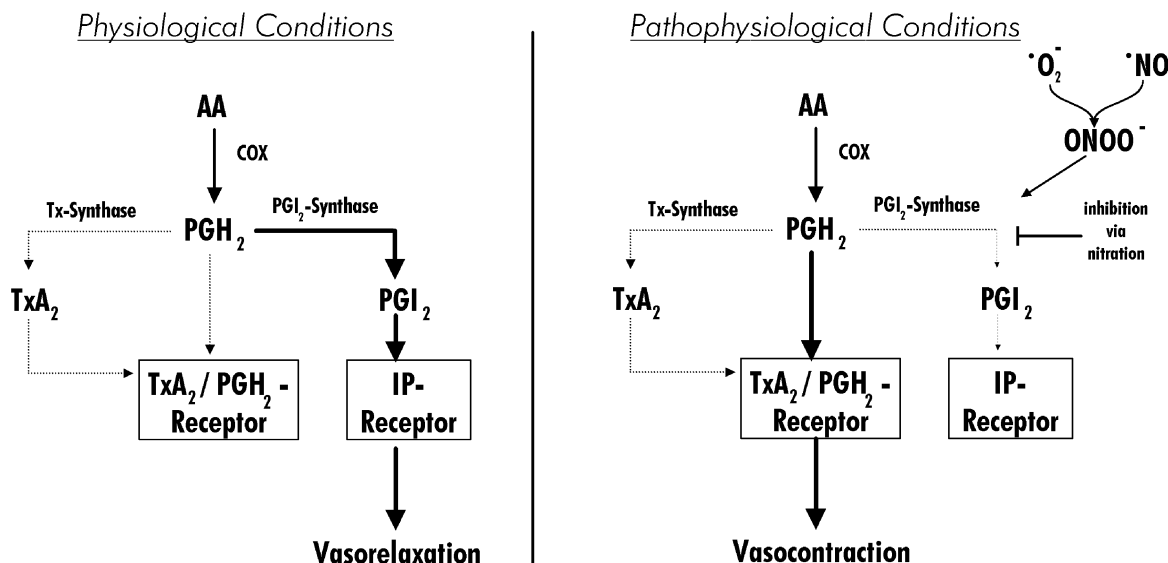 Physiological Conditions
AA
COX
Tx-Synthase
PGI2-Synthase
PGH2
TxA2
PGI2
TxA2 / PGH2 -
Receptor
IP-
Receptor
Vasorelaxation
Pathophysiological Conditions
·O2-
·NO
ONOO-
AA
COX
Tx-Synthase
PGI2-Synthase
PGH2
inhibition
via
nitration
TxA2
PGI2
TxA2 / PGH2 -
Receptor
IP-
Receptor
Vasocontraction